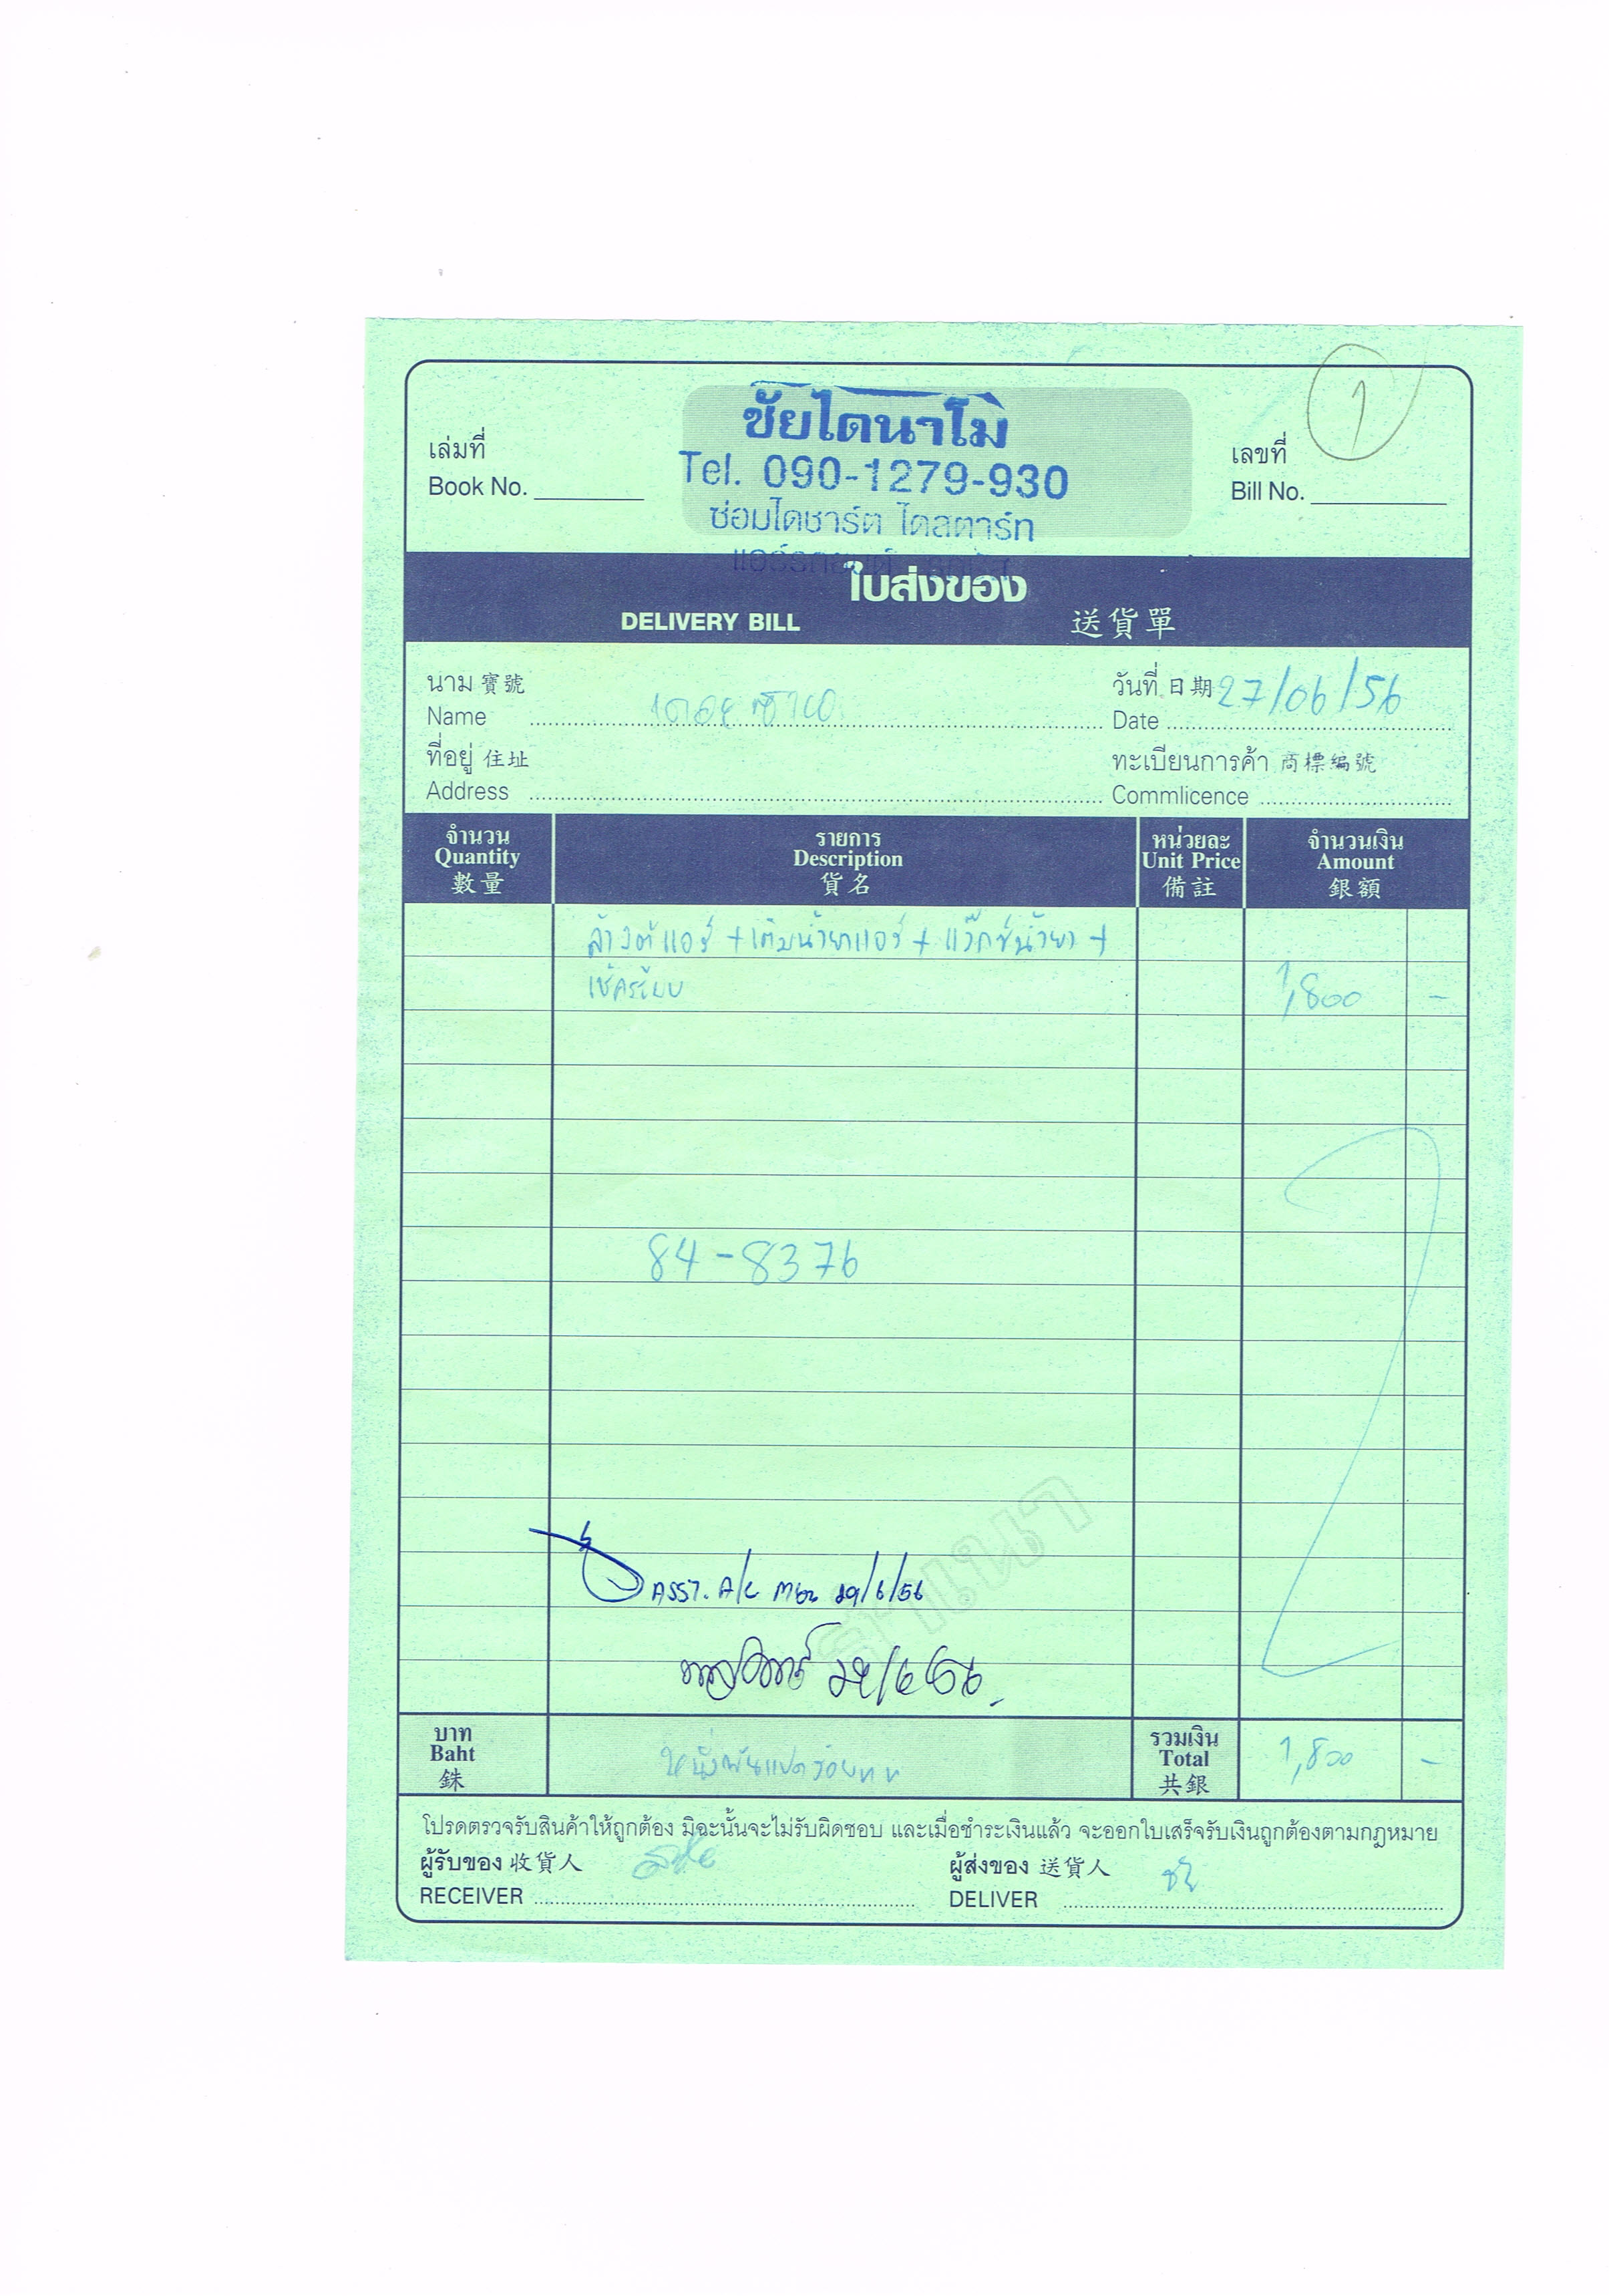 1
ชัยไดนาโม
Tel. 090-1279-930
ซ่อมไดชาร์ต ไดสตาร์ท
เล่มที่
Book No.
เลขที่
Bill No.
ใบส่งของ
DELIVERY BILL 送貨單
นาม 寶號
Name
วันที่ 日期 27/06/56
Date
ที่อยู่ 住址
Address
ทะเบียนการค้า 商標編號
Commlicence
จำนวน รายการ หน่วยละ จำนวนเงิน
Quantity Description Unit Price Amount
數量 貨名 備註 銀額
ล้างตู้แอร์ + เติมน้ำยาแอร์ + แว๊กซ์น้ำยา +
เช็คระบบ 1,800 -
84-8376
สำเนา
ASST. A/C Mgr 29/6/56
29/6/56
บาท รวมเงิน
Baht หนึ่งพันแปดร้อยบาท Total 1,800 -
銖 共銀
โปรดตรวจรับสินค้าให้ถูกต้อง มิฉะนั้นจะไม่รับผิดชอบ และเมื่อชำระเงินแล้ว จะออกใบเสร็จรับเงินถูกต้องตามกฎหมาย
ผู้รับของ 收貨人
RECEIVER
ผู้ส่งของ 送貨人 ชัย
DELIVER